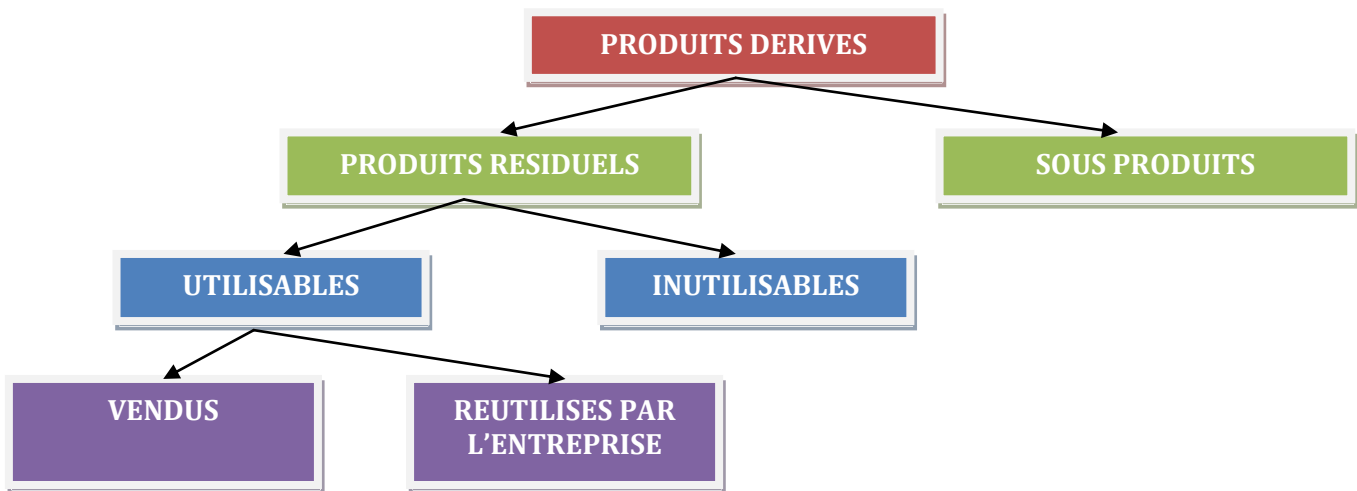 PRODUITS DERIVES
PRODUITS RESIDUELS
SOUS PRODUITS
UTILISABLES
INUTILISABLES
VENDUS
REUTILISES PAR
L’ENTREPRISE